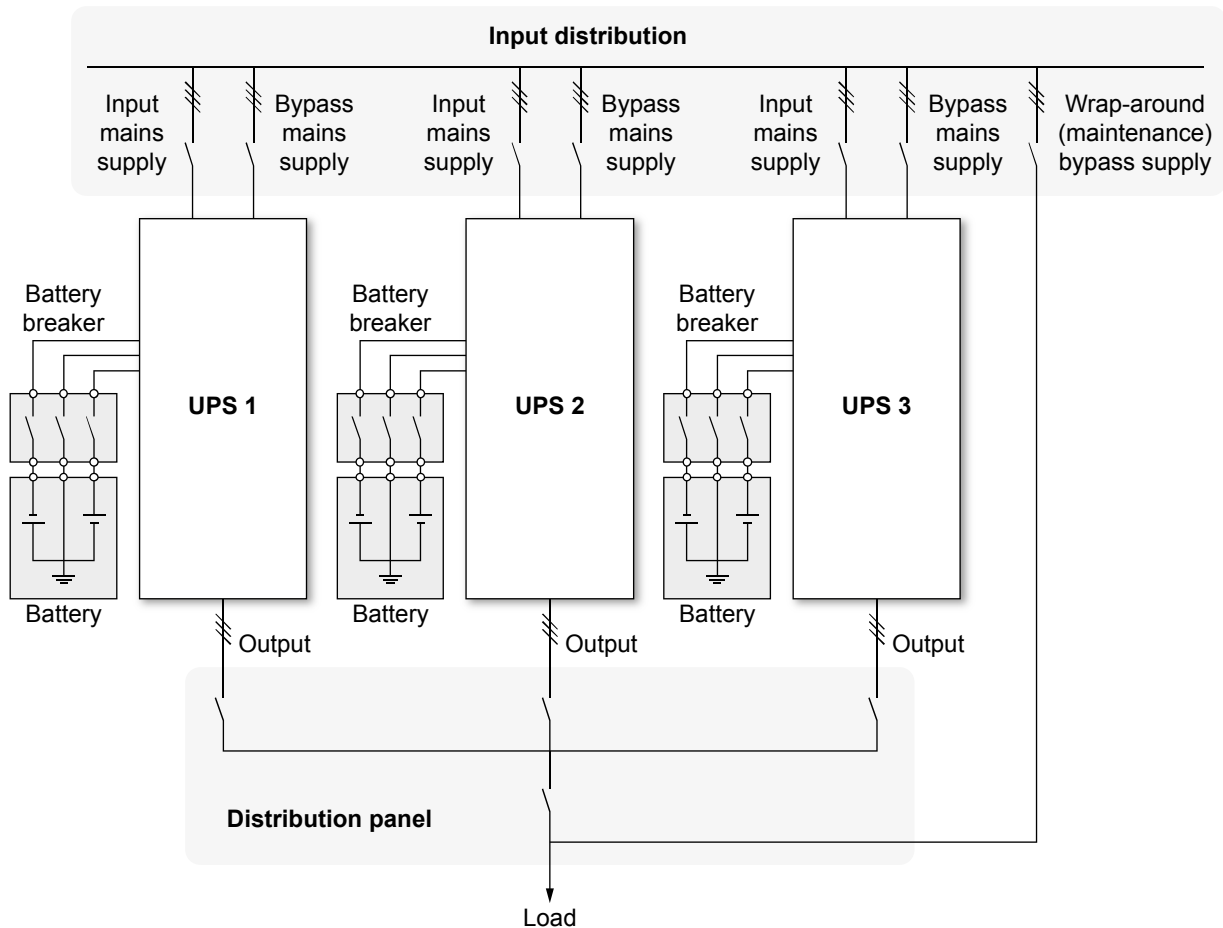 Input distribution
Input
mains
supply
Bypass
mains
supply
Input
mains
supply
Bypass
mains
supply
Input
mains
supply
Bypass
mains
supply
Wrap-around
(maintenance)
bypass supply
Battery
breaker
UPS 1
Battery
Battery
breaker
UPS 2
Battery
Battery
breaker
UPS 3
Battery
Output
Output
Output
Distribution panel
Load